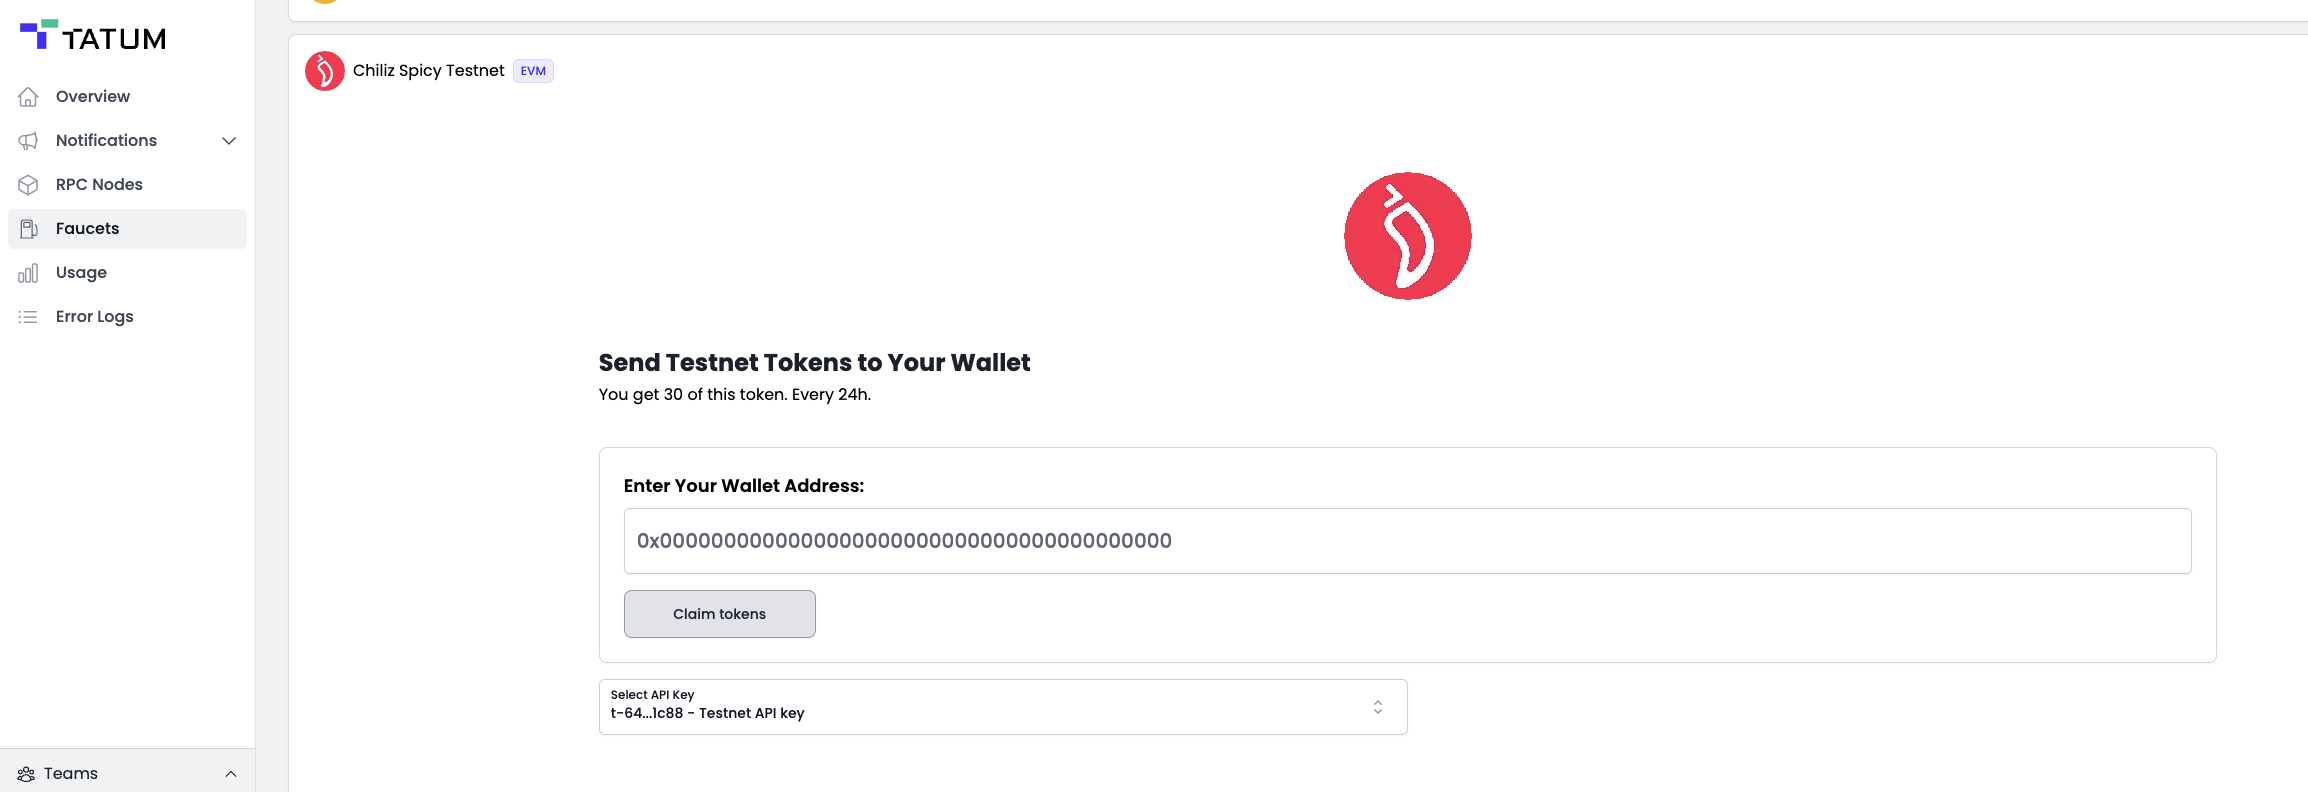 TATUM
Overview
Notifications
RPC Nodes
Faucets
Usage
Error Logs
Teams
Chiliz Spicy Testnet EVM
Send Testnet Tokens to Your Wallet
You get 30 of this token. Every 24h.
Enter Your Wallet Address:
0x0000000000000000000000000000000000000000
Claim tokens
Select API Key
t-64...1c88 - Testnet API key